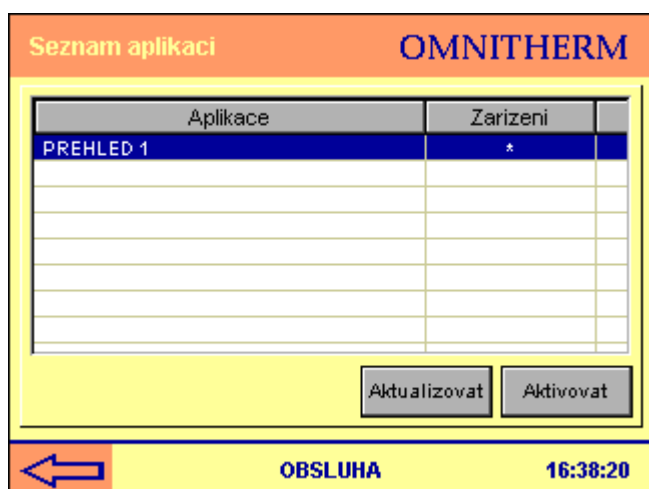 Seznam aplikaci OMNITHERM
Aplikace Zarizeni
PREHLED 1 *
Aktualizovat Aktivovat
OBSLUHA 16:38:20